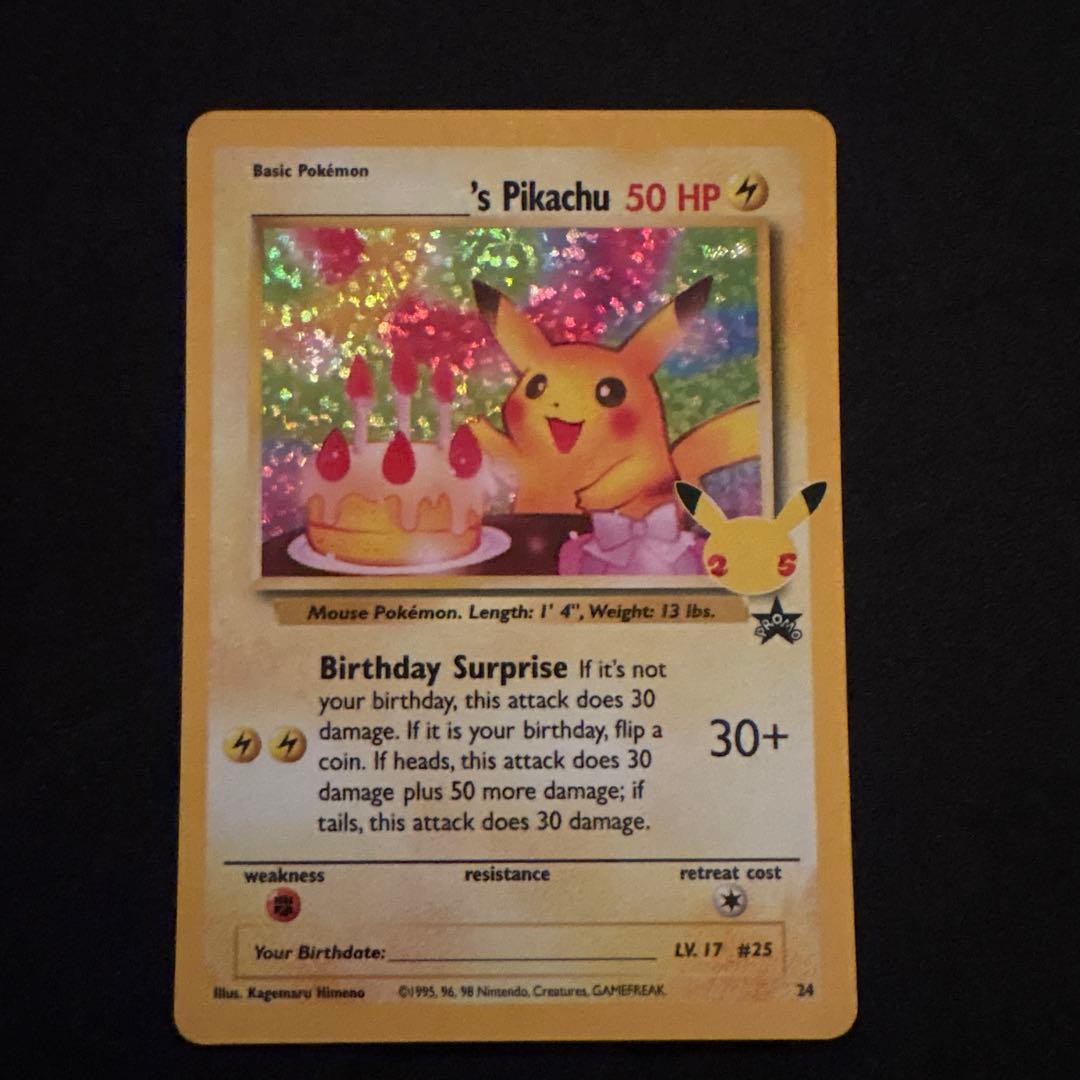 Basic Pokémon
's Pikachu 50 HP
25
Mouse Pokémon. Length: 1' 4", Weight: 13 lbs.
PROMO
Birthday Surprise If it's not
your birthday, this attack does 30
damage. If it is your birthday, flip a
coin. If heads, this attack does 30
damage plus 50 more damage; if
tails, this attack does 30 damage.
30+
weakness resistance retreat cost
Your Birthdate: LV. 17 #25
Illus. Kagemaru Himeno ©1995, 96, 98 Nintendo, Creatures, GAMEFREAK. 24